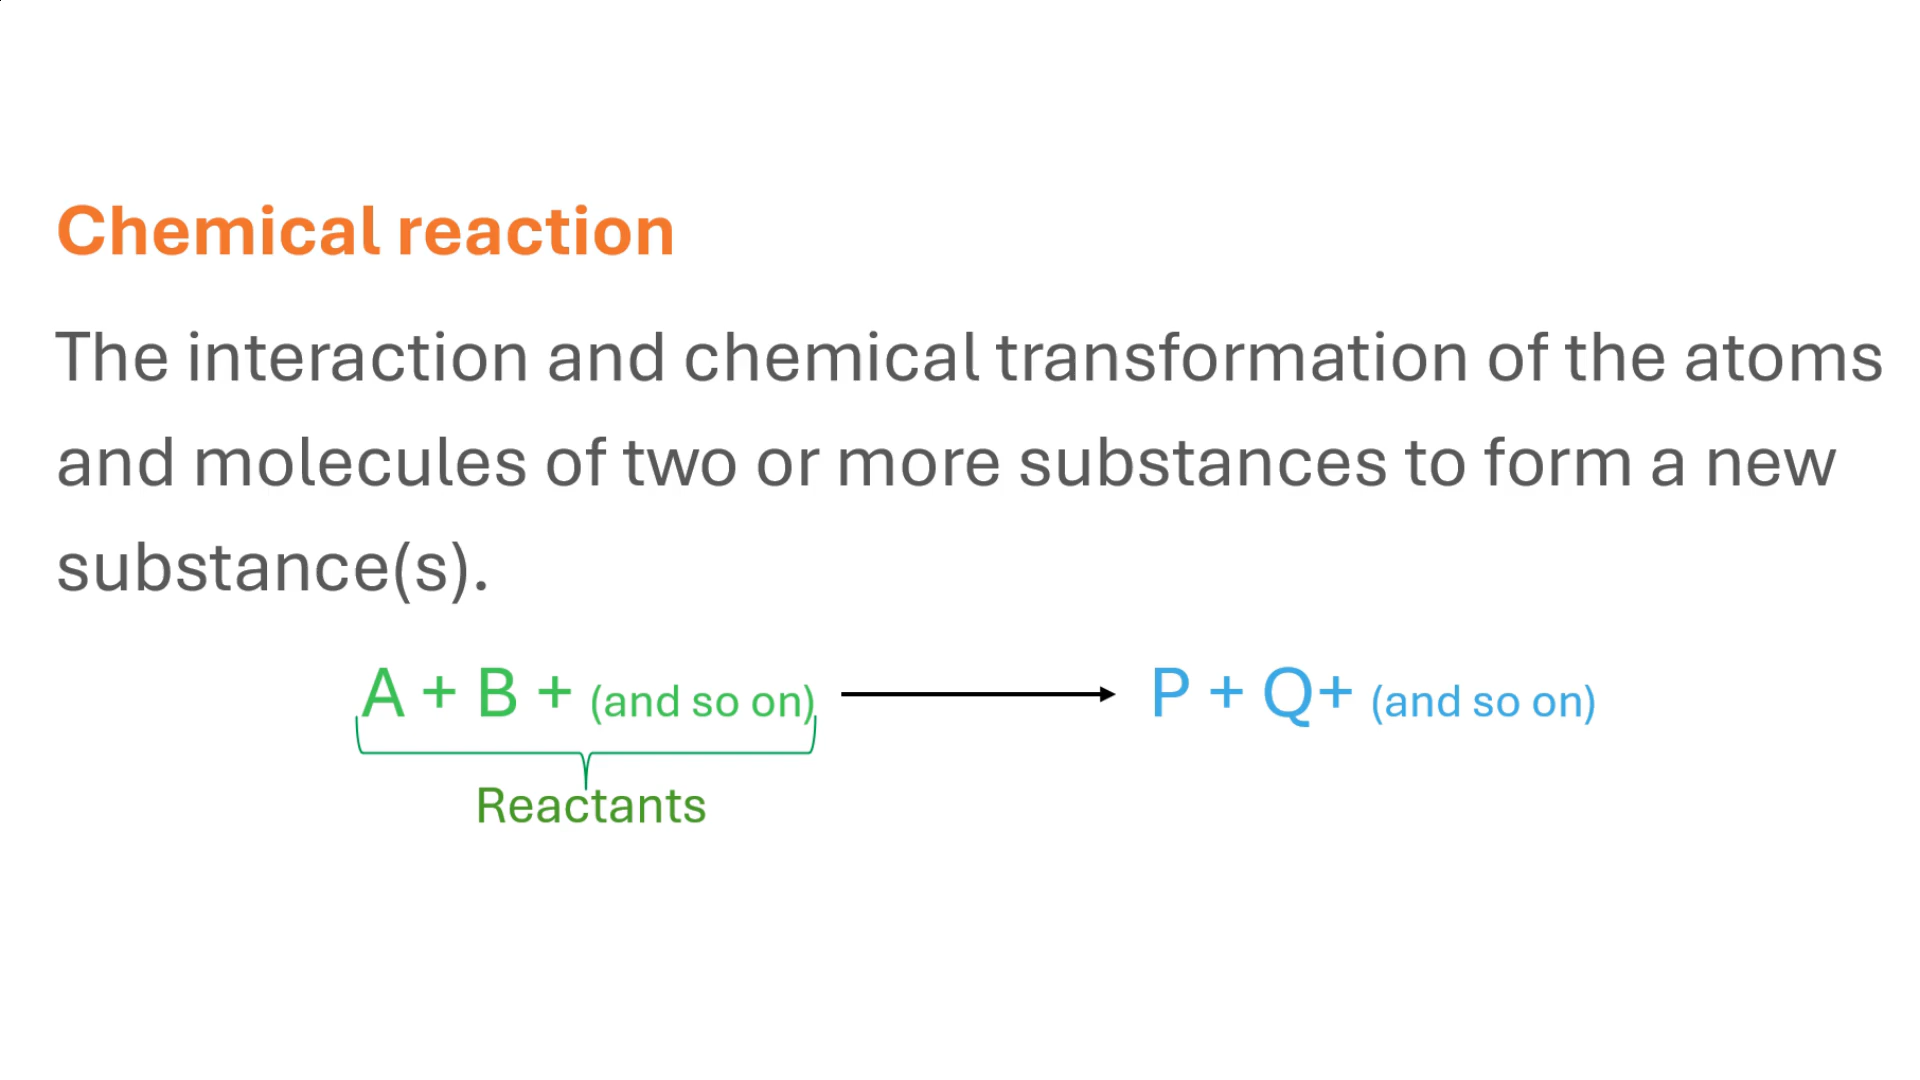 Chemical reaction
The interaction and chemical transformation of the atoms
and molecules of two or more substances to form a new
substance(s).
A + B + (and so on) P + Q+ (and so on)
Reactants